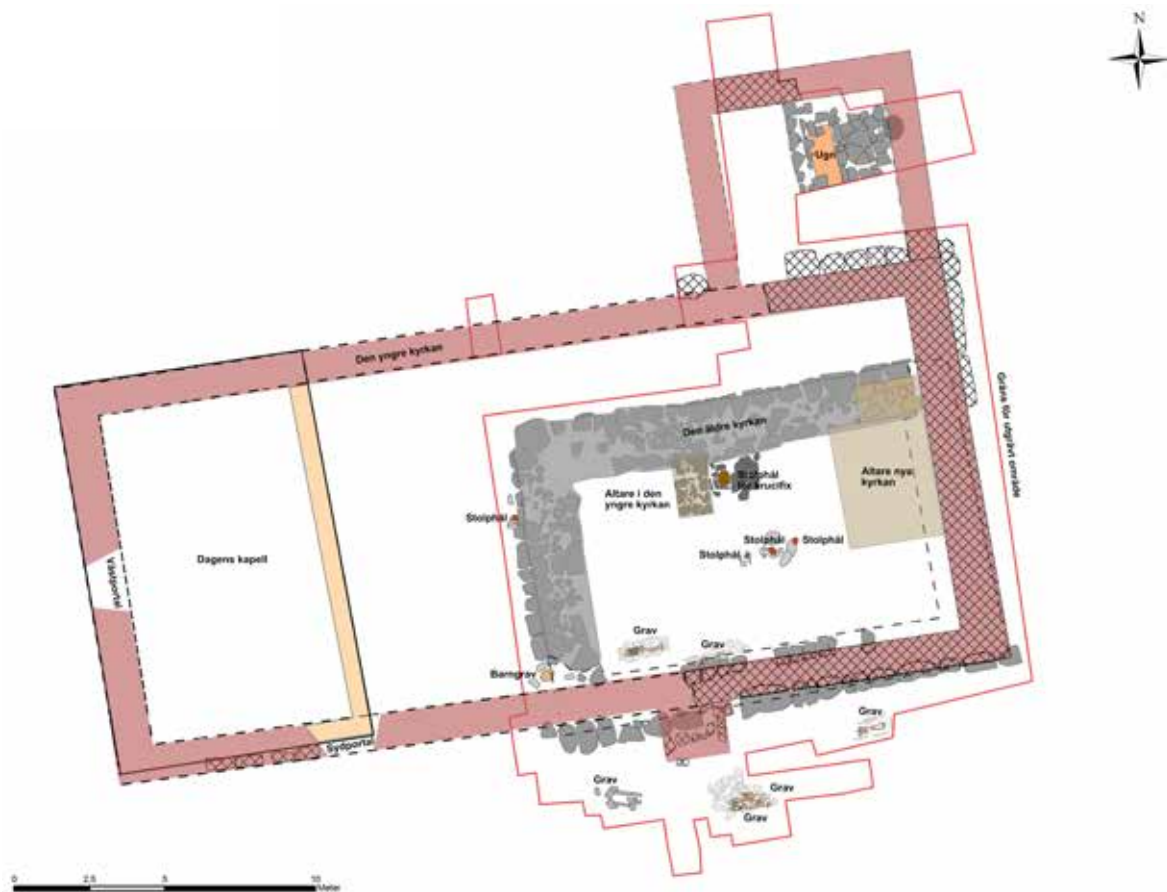 N
Ugn
Den yngre kyrkan
Gräns för utgrävt område
Den äldre kyrkan
Stolphål
för krucifix
Altare nya
kyrkan
Altare i den
yngre kyrkan
Stolphål
Stolphål
Stolphål
Stolphål
Dagens kapell
Västportal
Grav
Grav
Barngrav
Sydportal
Grav
Grav
Grav
Grav
0 2.5 5 10
Meter